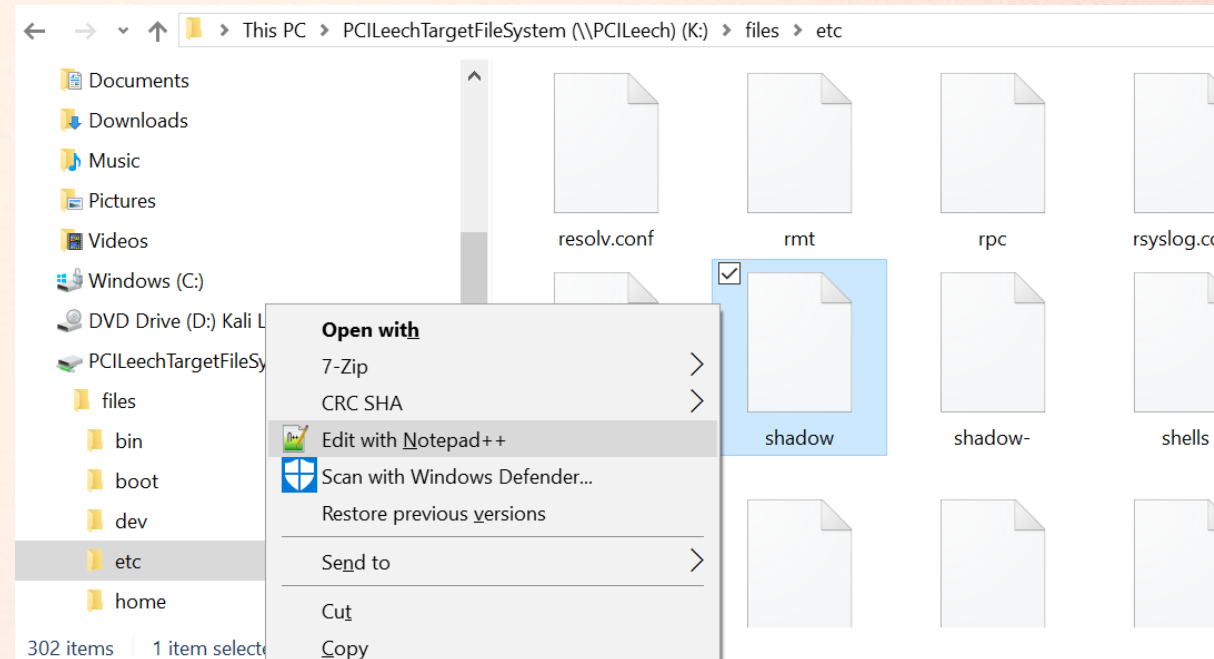 This PC > PCILeechTargetFileSystem (\\PCILeech) (K:) > files > etc
Documents
Downloads
Music
Pictures
Videos
Windows (C:)
DVD Drive (D:) Kali L
PCILeechTargetFileSy
files
bin
boot
dev
etc
home
302 items 1 item selecte
resolv.conf
rmt
rpc
rsyslog.co
shadow
shadow-
shells
Open with
7-Zip
CRC SHA
Edit with Notepad++
Scan with Windows Defender...
Restore previous versions
Send to
Cut
Copy